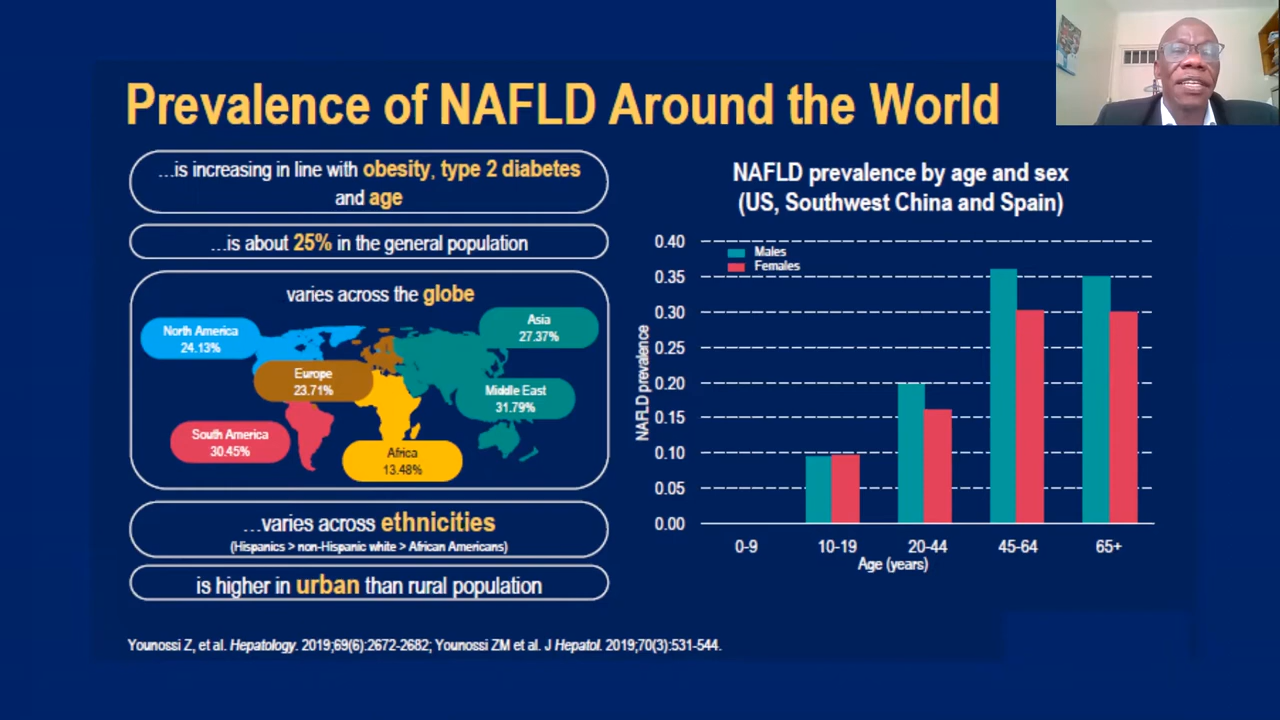 Prevalence of NAFLD Around the World
...is increasing in line with obesity, type 2 diabetes
and age
...is about 25% in the general population
varies across the globe
North America
24.13%
Europe
23.71%
South America
30.45%
Asia
27.37%
Middle East
31.79%
Africa
13.48%
...varies across ethnicities
(Hispanics > non-Hispanic white > African Americans)
is higher in urban than rural population
NAFLD prevalence by age and sex
(US, Southwest China and Spain)
Males
Females
NAFLD prevalence
0.40
0.35
0.30
0.25
0.20
0.15
0.10
0.05
0.00
0-9 10-19 20-44 45-64 65+
Age (years)
Younossi Z, et al. Hepatology. 2019;69(6):2672-2682; Younossi ZM et al. J Hepatol. 2019;70(3):531-544.